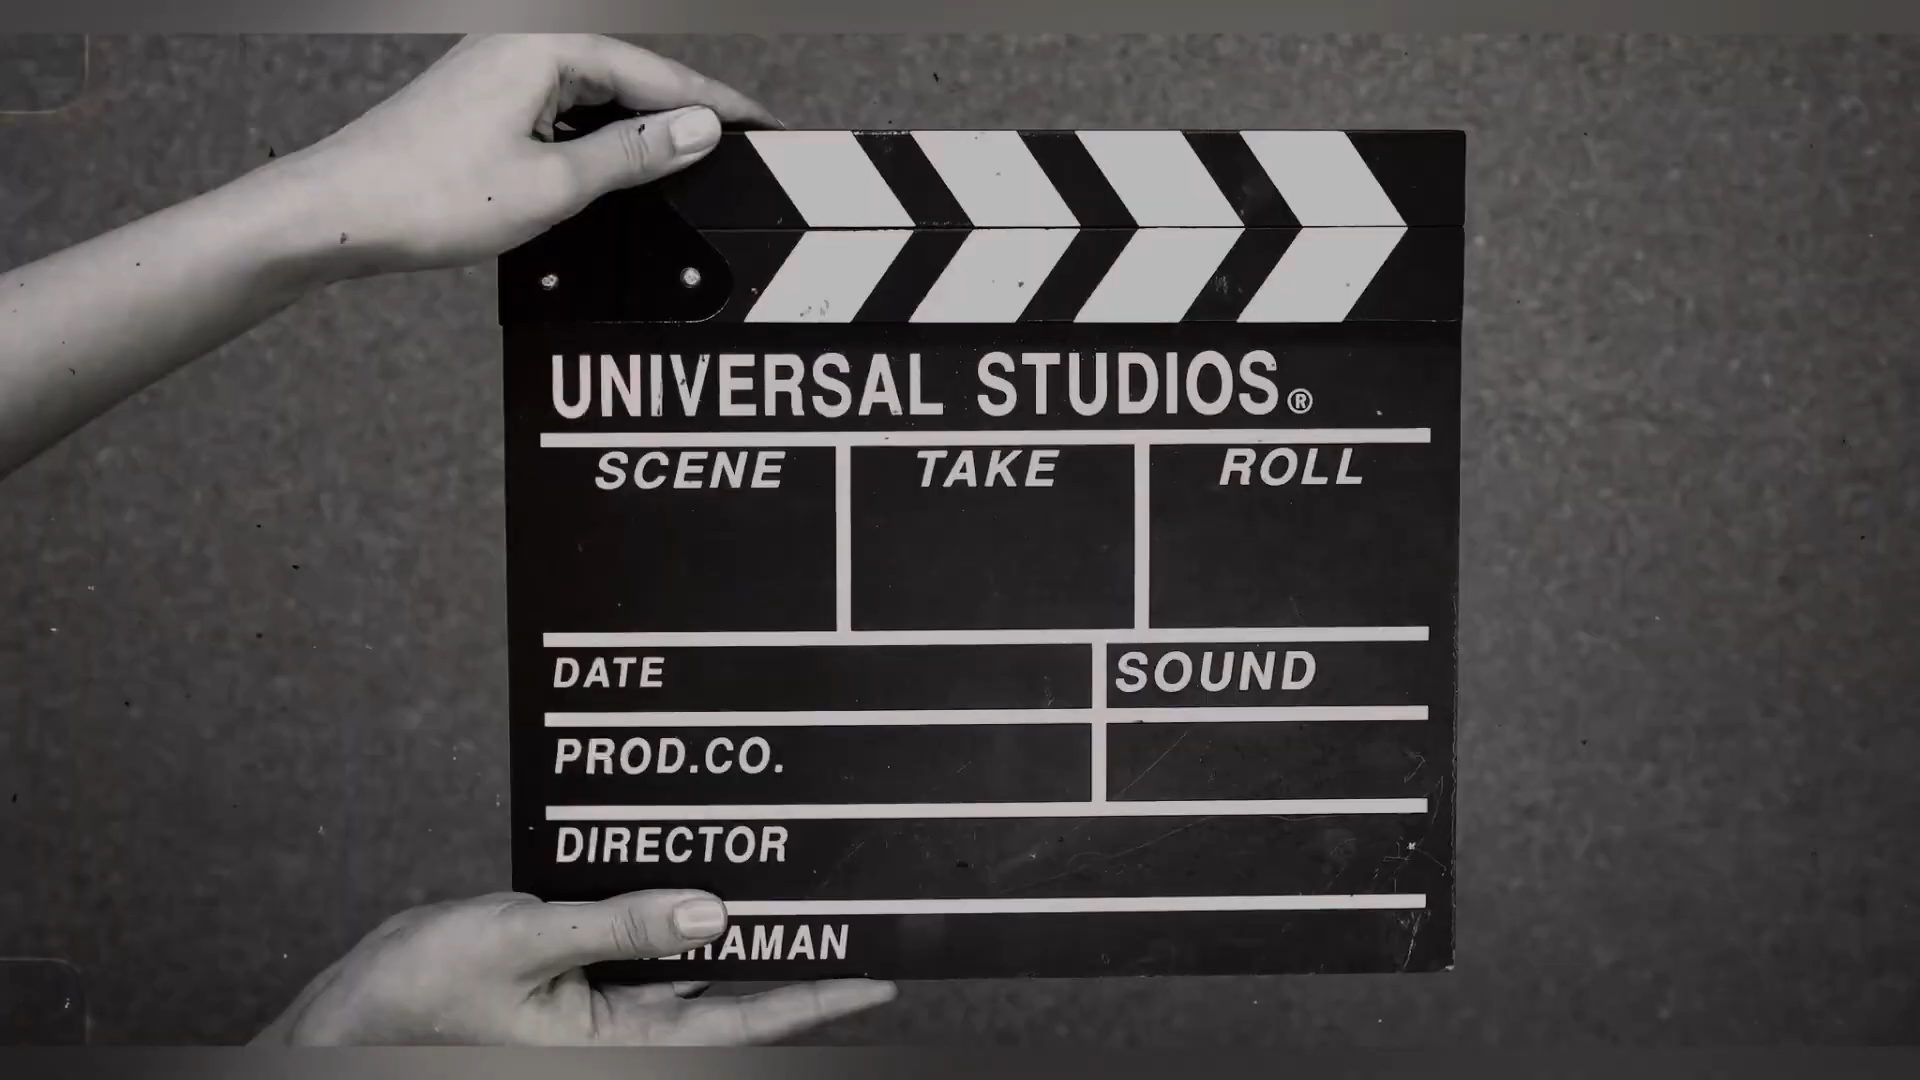 UNIVERSAL STUDIOS®
SCENE TAKE ROLL
DATE SOUND
PROD.CO.
DIRECTOR